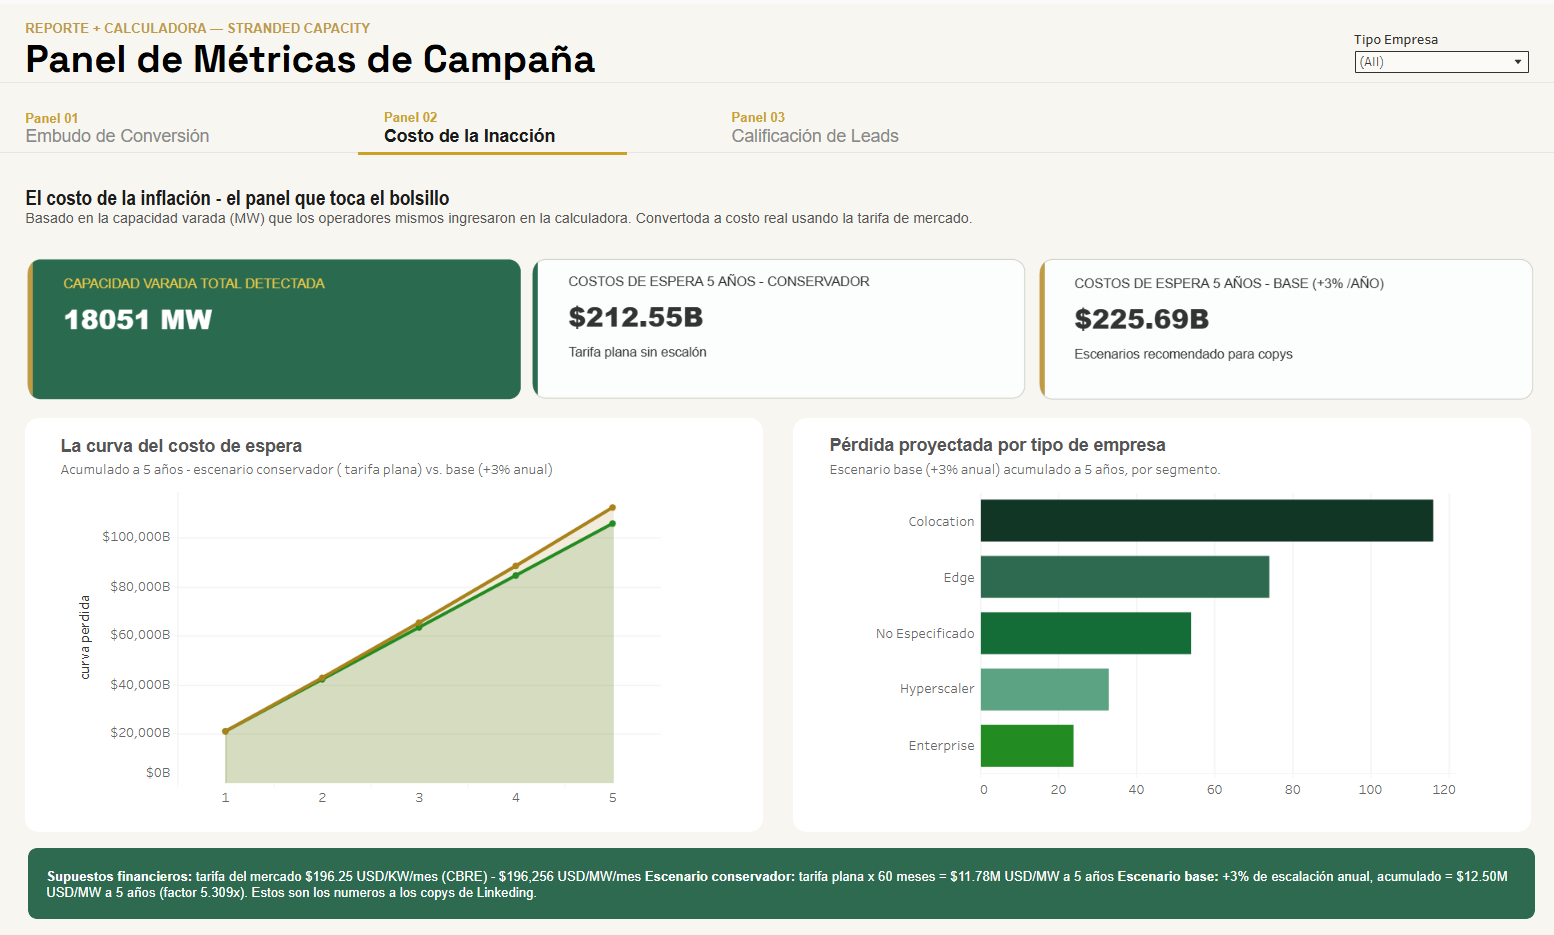 REPORTE + CALCULADORA — STRANDED CAPACITY
Panel de Métricas de Campaña
Tipo Empresa
(All)
Panel 01
Embudo de Conversión
Panel 02
Costo de la Inacción
Panel 03
Calificación de Leads
El costo de la inflación - el panel que toca el bolsillo
Basado en la capacidad varada (MW) que los operadores mismos ingresaron en la calculadora. Convertoda a costo real usando la tarifa de mercado.
CAPACIDAD VARADA TOTAL DETECTADA
18051 MW
COSTOS DE ESPERA 5 AÑOS - CONSERVADOR
$212.55B
Tarifa plana sin escalón
COSTOS DE ESPERA 5 AÑOS - BASE (+3% /AÑO)
$225.69B
Escenarios recomendado para copys
La curva del costo de espera
Acumulado a 5 años - escenario conservador ( tarifa plana) vs. base (+3% anual)
curva perdida
$100,000B
$80,000B
$60,000B
$40,000B
$20,000B
$0B
1 2 3 4 5
Pérdida proyectada por tipo de empresa
Escenario base (+3% anual) acumulado a 5 años, por segmento.
Colocation
Edge
No Especificado
Hyperscaler
Enterprise
0 20 40 60 80 100 120
Supuestos financieros: tarifa del mercado $196.25 USD/KW/mes (CBRE) - $196,256 USD/MW/mes Escenario conservador: tarifa plana x 60 meses = $11.78M USD/MW a 5 años Escenario base: +3% de escalación anual, acumulado = $12.50M
USD/MW a 5 años (factor 5.309x). Estos son los numeros a los copys de Linkeding.